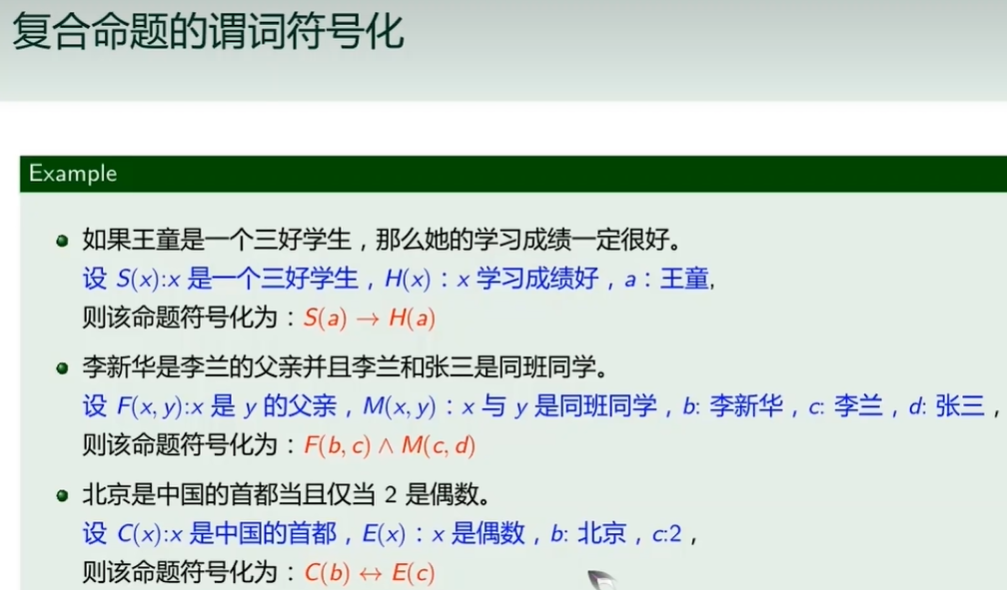 复合命题的谓词符号化
Example
如果王童是一个三好学生，那么她的学习成绩一定很好。
设 S(x):x 是一个三好学生，H(x)：x 学习成绩好，a：王童,
则该命题符号化为：S(a) → H(a)
李新华是李兰的父亲并且李兰和张三是同班同学。
设 F(x, y):x 是 y 的父亲，M(x, y)：x 与 y 是同班同学，b: 李新华，c: 李兰，d: 张三，
则该命题符号化为：F(b, c) ∧ M(c, d)
北京是中国的首都当且仅当 2 是偶数。
设 C(x):x 是中国的首都，E(x)：x 是偶数，b: 北京，c:2，
则该命题符号化为：C(b) ↔ E(c)